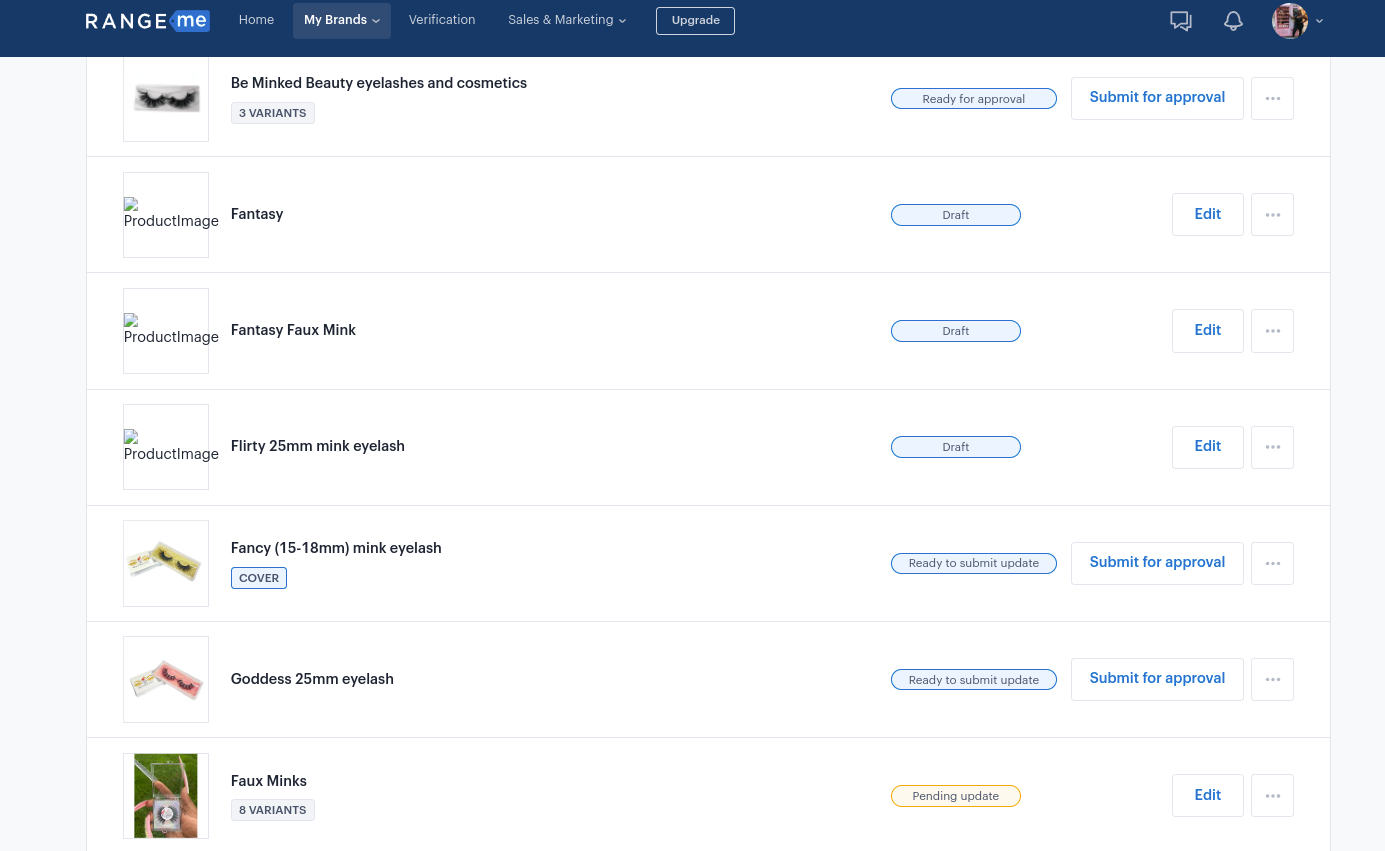 RANGE me
Home
My Brands
Verification
Sales & Marketing
Upgrade
Be Minked Beauty eyelashes and cosmetics
3 VARIANTS
Ready for approval
Submit for approval
ProductImage
Fantasy
Draft
Edit
ProductImage
Fantasy Faux Mink
Draft
Edit
ProductImage
Flirty 25mm mink eyelash
Draft
Edit
Fancy (15-18mm) mink eyelash
COVER
Ready to submit update
Submit for approval
Goddess 25mm eyelash
Ready to submit update
Submit for approval
Faux Minks
8 VARIANTS
Pending update
Edit